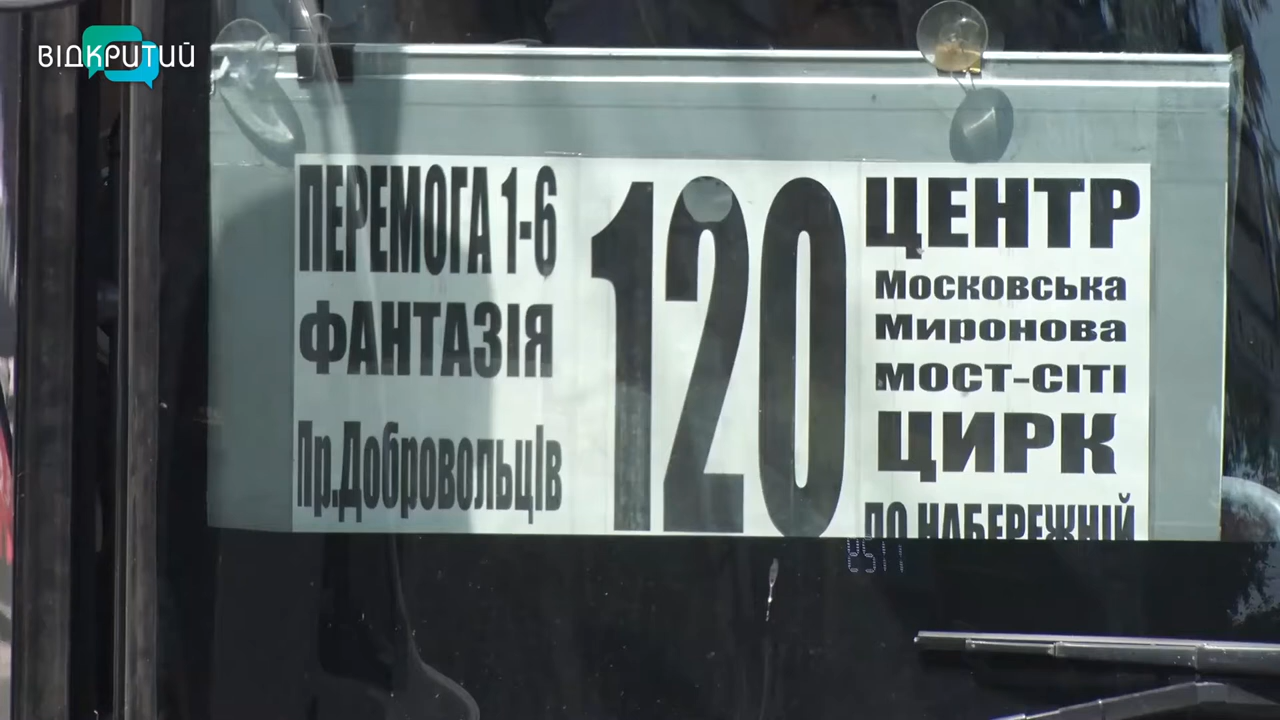 ВІДКРИТИЙ
ПЕРЕМОГА 1-6
ФАНТАЗІЯ
Пр.Добровольців
120
ЦЕНТР
Московська
Миронова
МОСТ-СІТІ
ЦИРК
ПО НАБЕРЕЖНІЙ